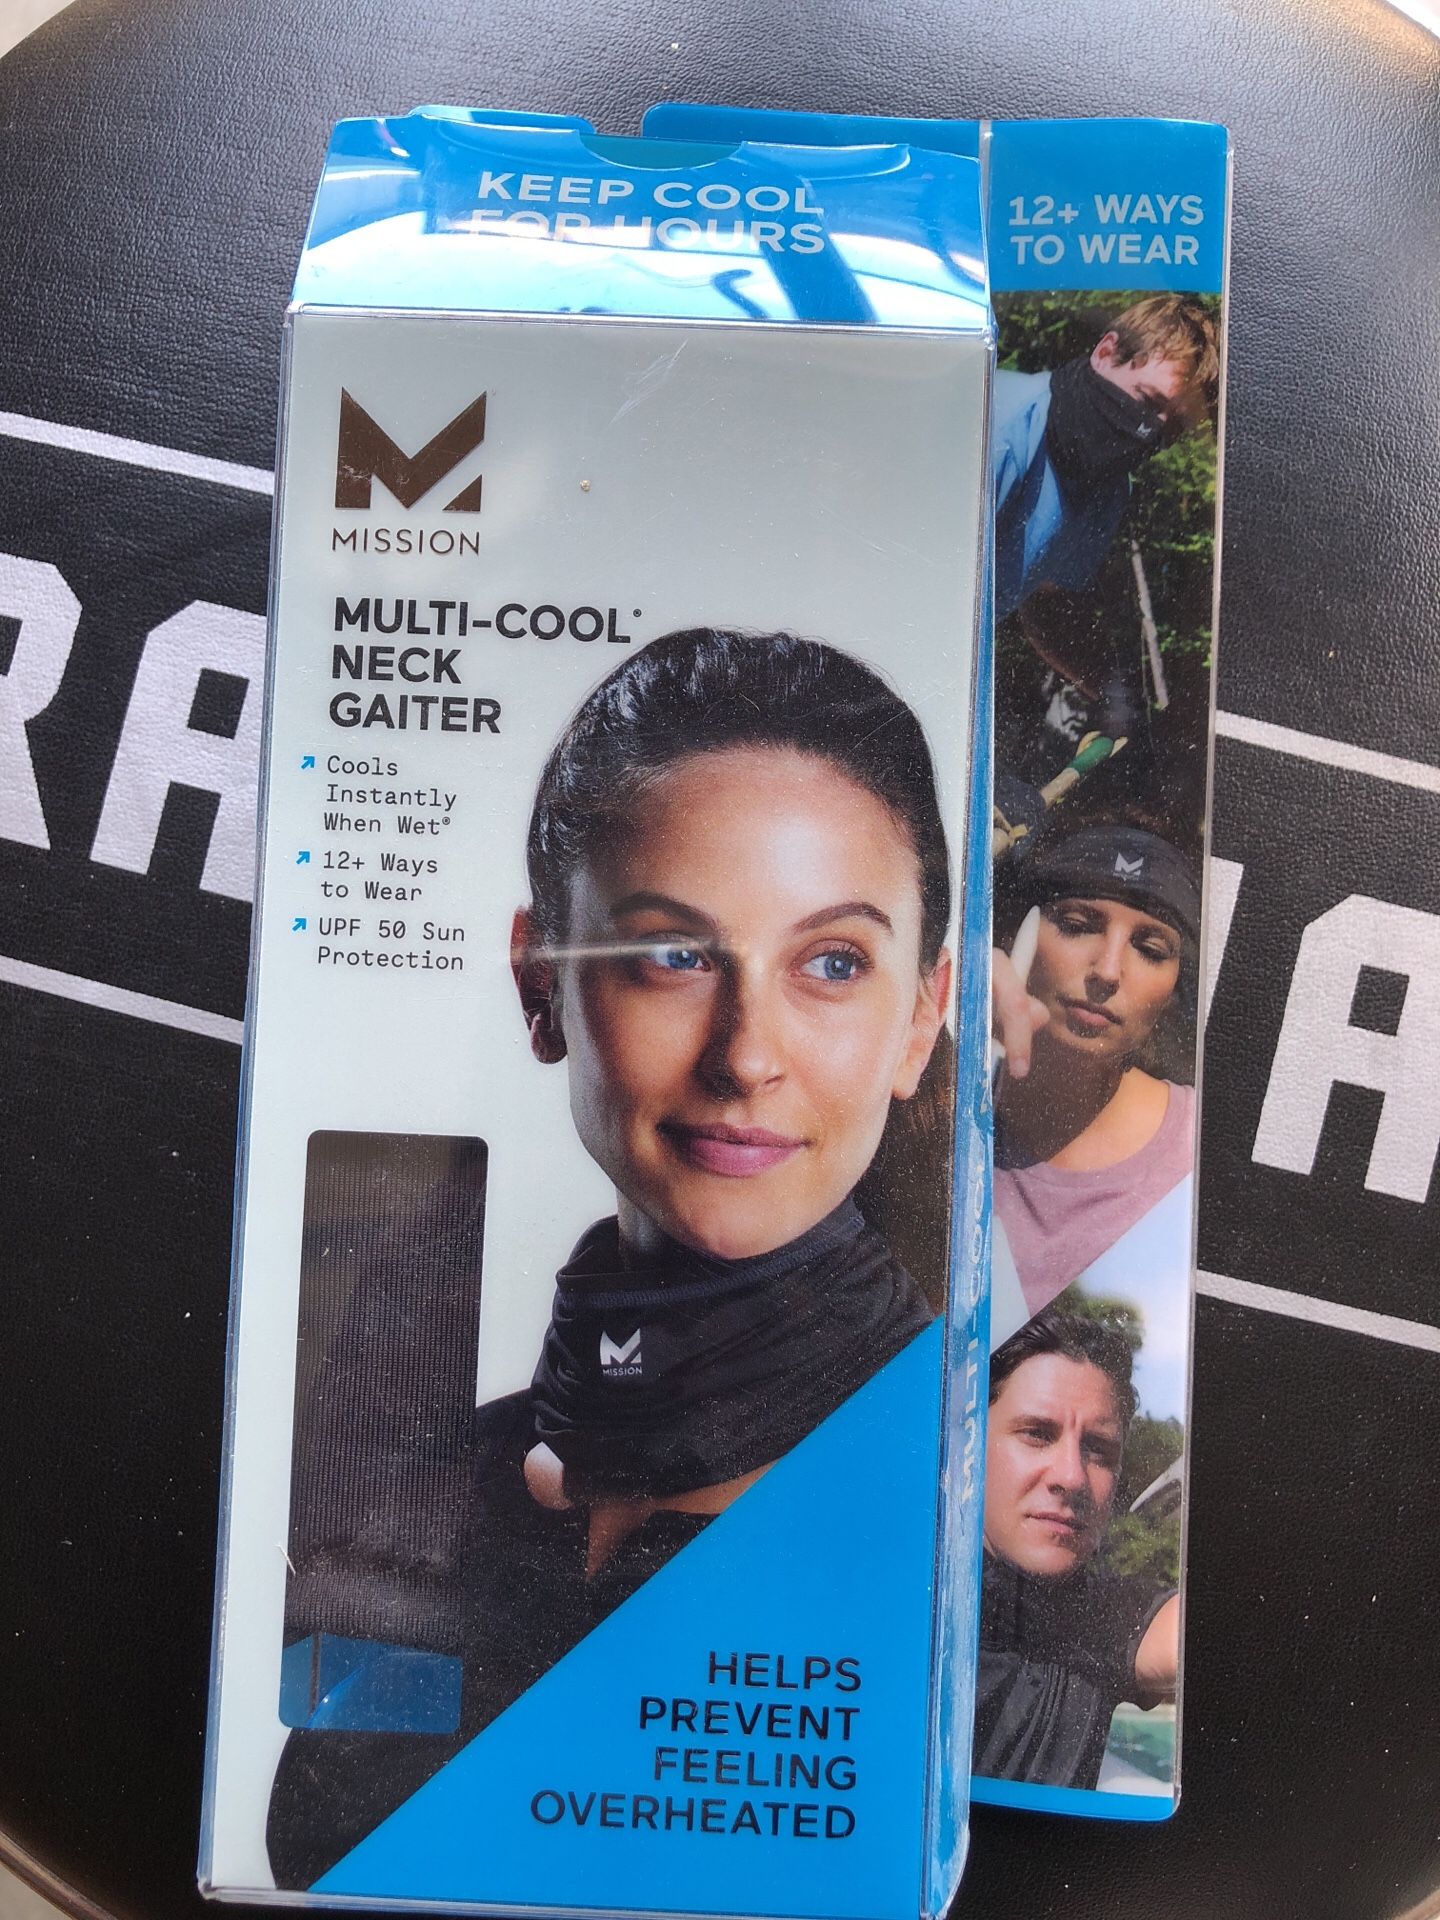 KEEP COOL
FOR HOURS
12+ WAYS
TO WEAR
MISSION
MULTI-COOL®
NECK
GAITER
Cools
Instantly
When Wet®
12+ Ways
to Wear
UPF 50 Sun
Protection
MISSION
MULTI-COOL
HELPS
PREVENT
FEELING
OVERHEATED
RA
A